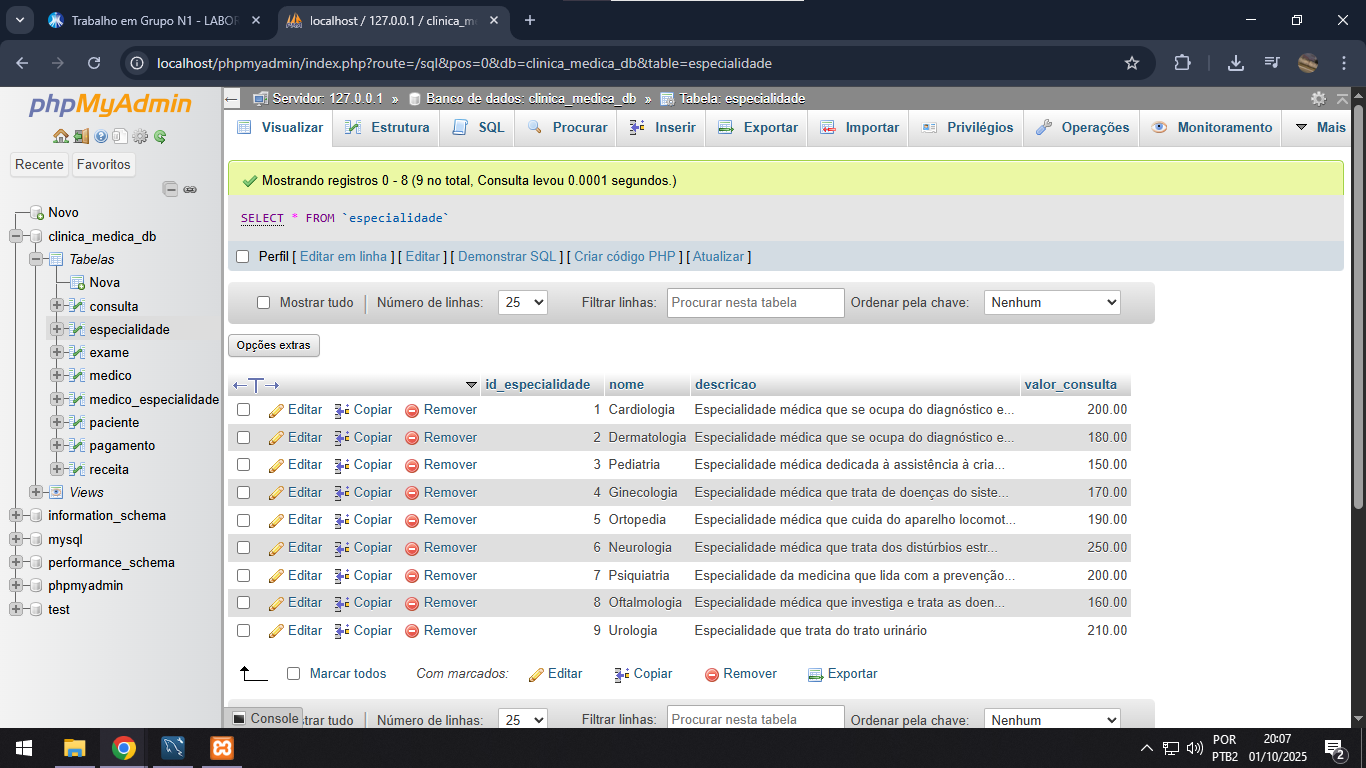 Trabalho em Grupo N1 - LABOR
localhost / 127.0.0.1 / clinica_me
localhost/phpmyadmin/index.php?route=/sql&pos=0&db=clinica_medica_db&table=especialidade
phpMyAdmin
Recente Favoritos
Novo
clinica_medica_db
Tabelas
Nova
consulta
especialidade
exame
medico
medico_especialidade
paciente
pagamento
receita
Views
information_schema
mysql
performance_schema
phpmyadmin
test
Servidor: 127.0.0.1 » Banco de dados: clinica_medica_db » Tabela: especialidade
Visualizar Estrutura SQL Procurar Inserir Exportar Importar Privilégios Operações Monitoramento Mais
Mostrando registros 0 - 8 (9 no total, Consulta levou 0.0001 segundos.)
SELECT * FROM `especialidade`
Perfil [ Editar em linha ] [ Editar ] [ Demonstrar SQL ] [ Criar código PHP ] [ Atualizar ]
Mostrar tudo Número de linhas: 25 Filtrar linhas: Procurar nesta tabela Ordenar pela chave: Nenhum
Opções extras
id_especialidade nome descricao valor_consulta
Editar Copiar Remover 1 Cardiologia Especialidade médica que se ocupa do diagnóstico e... 200.00
Editar Copiar Remover 2 Dermatologia Especialidade médica que se ocupa do diagnóstico e... 180.00
Editar Copiar Remover 3 Pediatria Especialidade médica dedicada à assistência à cria... 150.00
Editar Copiar Remover 4 Ginecologia Especialidade médica que trata de doenças do siste... 170.00
Editar Copiar Remover 5 Ortopedia Especialidade médica que cuida do aparelho locomot... 190.00
Editar Copiar Remover 6 Neurologia Especialidade médica que trata dos distúrbios estr... 250.00
Editar Copiar Remover 7 Psiquiatria Especialidade da medicina que lida com a prevenção... 200.00
Editar Copiar Remover 8 Oftalmologia Especialidade médica que investiga e trata as doen... 160.00
Editar Copiar Remover 9 Urologia Especialidade que trata do trato urinário 210.00
Marcar todos Com marcados: Editar Copiar Remover Exportar
Console
strar tudo Número de linhas: 25 Filtrar linhas: Procurar nesta tabela Ordenar pela chave: Nenhum
POR
PTB2
20:07
01/10/2025
2